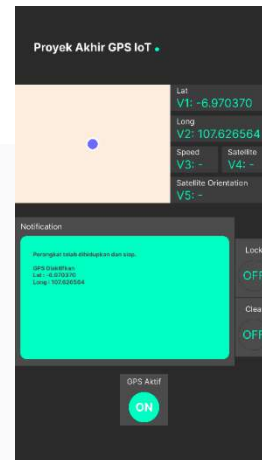 Proyek Akhir GPS IoT
Lat
V1: -6.970370
Long
V2: 107.626564
Speed
V3: -
Satellite
V4: -
Satellite Orientation
V5: -
Notification
Perangkat telah dihidupkan dan siap.
GPS Diaktifkan
Lat : -6.970370
Long : 107.626564
Lock
OFF
Clea
OFF
GPS Aktif
ON